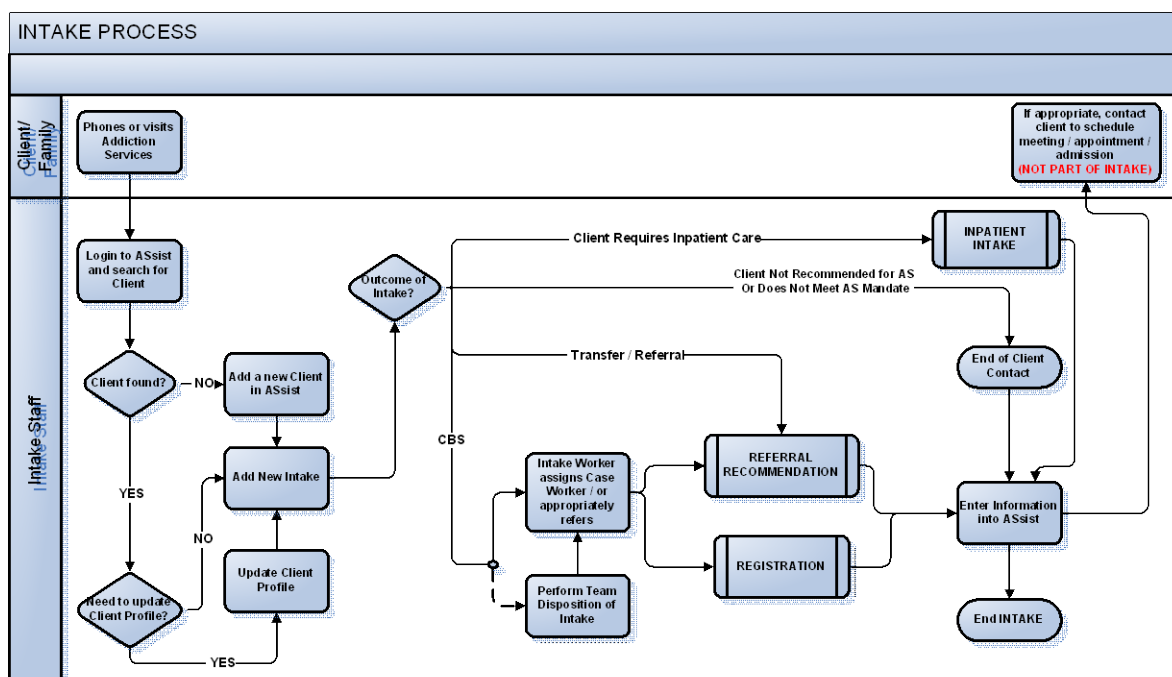 INTAKE PROCESS
Client/
Family
Phones or visits
Addiction
Services
If appropriate, contact
client to schedule
meeting / appointment /
admission
(NOT PART OF INTAKE)
Intake Staff
Login to ASsist
and search for
Client
Client found?
NO
Add a new Client
in ASsist
YES
Add New Intake
NO
Need to update
Client Profile?
YES
Update Client
Profile
Outcome of
Intake?
Client Requires Inpatient Care
INPATIENT
INTAKE
Client Not Recommended for AS
Or Does Not Meet AS Mandate
End of Client
Contact
Transfer / Referral
CBS
Intake Worker
assigns Case
Worker / or
appropriately
refers
Perform Team
Disposition of
Intake
REFERRAL
RECOMMENDATION
REGISTRATION
Enter Information
into ASsist
End INTAKE